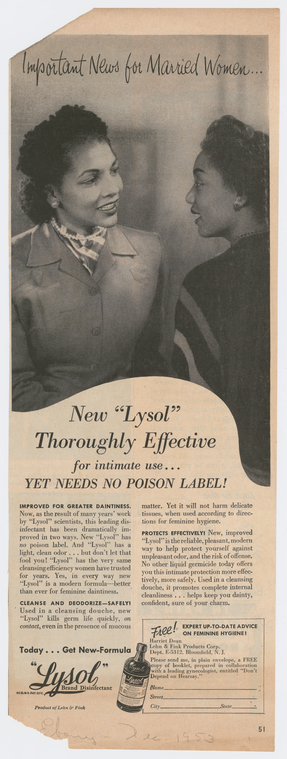 Important News for Married Women...
New "Lysol"
Thoroughly Effective
for intimate use...
YET NEEDS NO POISON LABEL!
IMPROVED FOR GREATER DAINTINESS.
Now, as the result of many years' work
by "Lysol" scientists, this leading dis-
infectant has been dramatically im-
proved in two ways. New "Lysol" has
no poison label. And "Lysol" has a
light, clean odor . . . but don't let that
fool you! "Lysol" has the very same
cleansing efficiency women have trusted
for years. Yes, in every way new
"Lysol" is a modern formula—better
than ever for feminine daintiness.
CLEANSE AND DEODORIZE—SAFELY!
Used in a cleansing douche, new
"Lysol" kills germ life quickly, on
contact, even in the presence of mucous
matter. Yet it will not harm delicate
tissues, when used according to direc-
tions for feminine hygiene.
PROTECTS EFFECTIVELY! New, improved
"Lysol" is the reliable, pleasant, modern
way to help protect yourself against
unpleasant odor, and the risk of offense.
No other liquid germicide today offers
you this intimate protection more effec-
tively, more safely. Used in a cleansing
douche, it promotes complete internal
cleanliness . . . helps keep you dainty,
confident, sure of your charm.
Today . . . Get New-Formula
"Lysol"
Brand Disinfectant
Product of Lehn & Fink
Free! EXPERT UP-TO-DATE ADVICE
ON FEMININE HYGIENE!
Harriet Dean
Lehn & Fink Products Corp.
Dept. E-5312, Bloomfield, N. J.
Please send me, in plain envelope, a FREE
copy of booklet, prepared in collaboration
with a leading gynecologist, untitled "Don't
Depend on Hearsay."
Name
Street
City State
51
Ebony - Dec. 1953